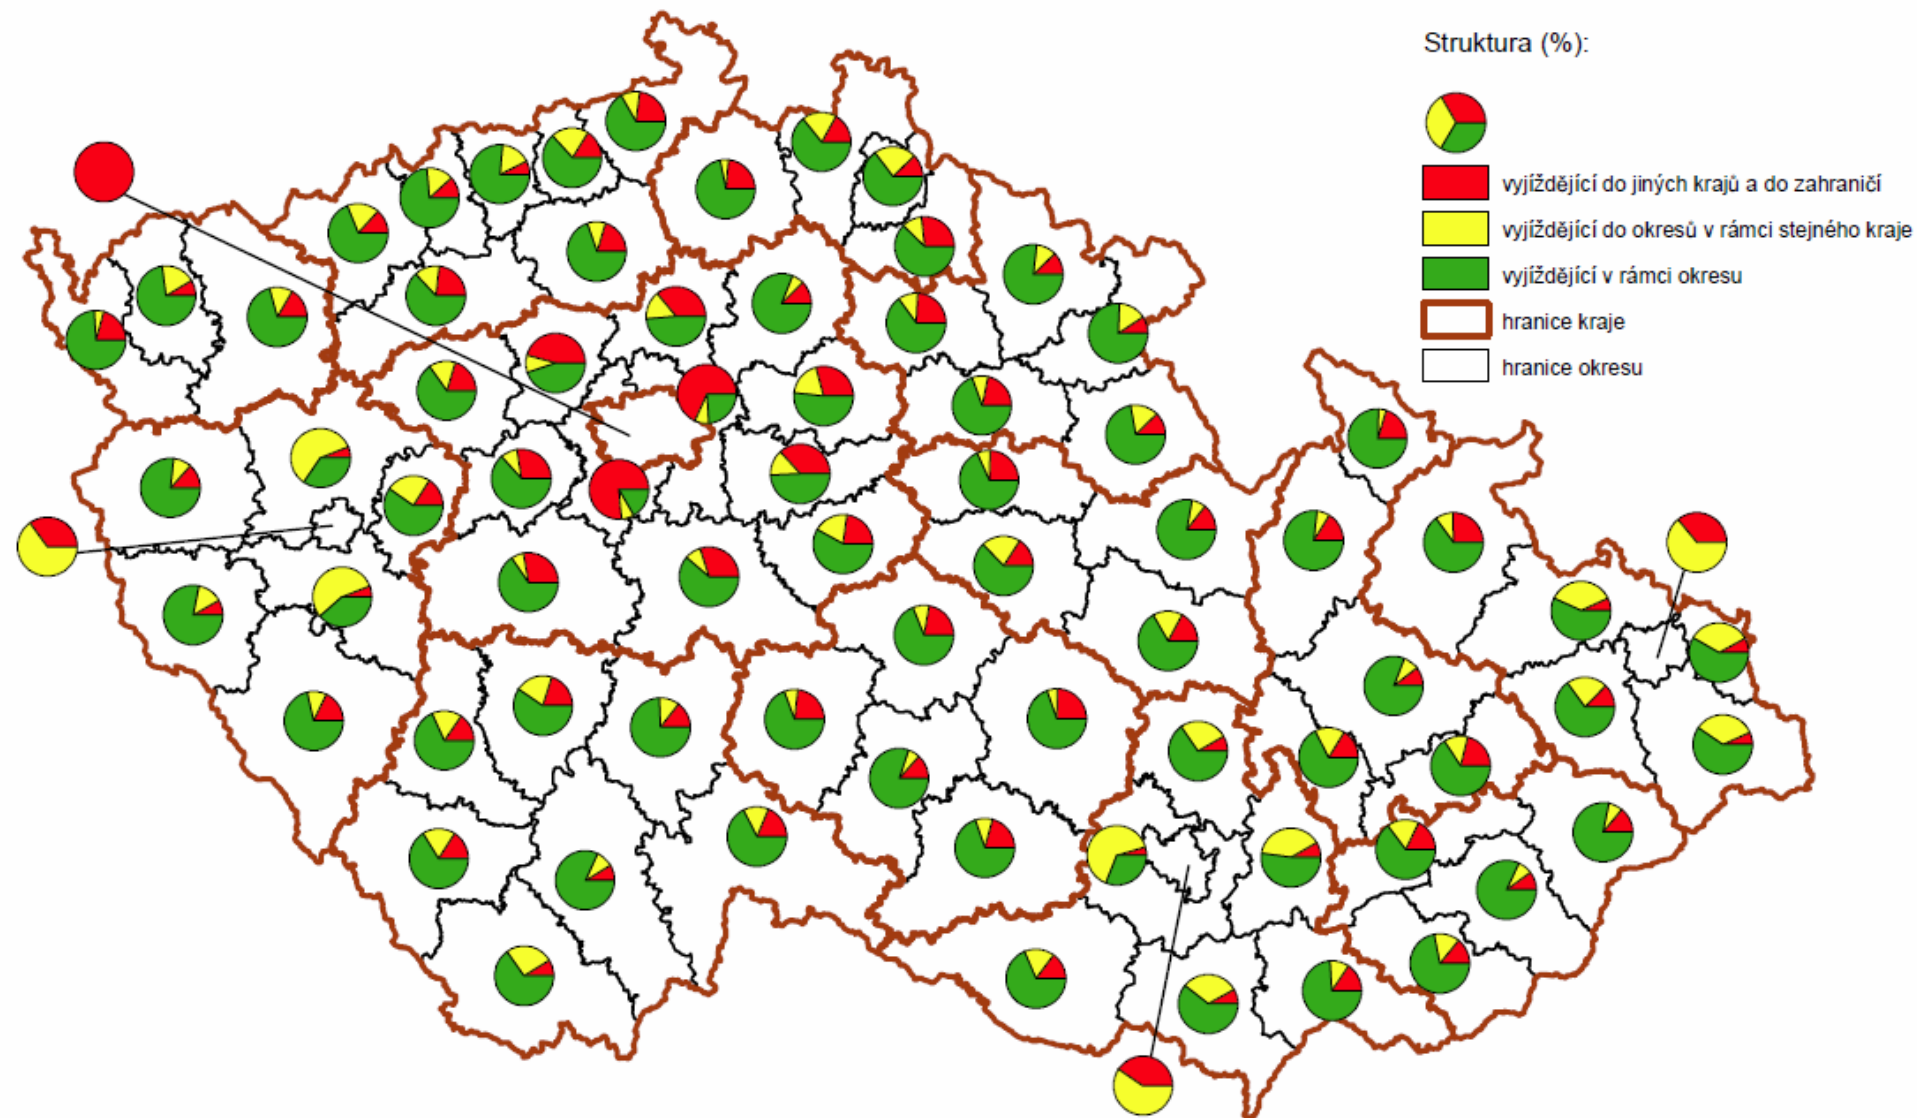 Struktura (%):
vyjíždějící do jiných krajů a do zahraničí
vyjíždějící do okresů v rámci stejného kraje
vyjíždějící v rámci okresu
hranice kraje
hranice okresu